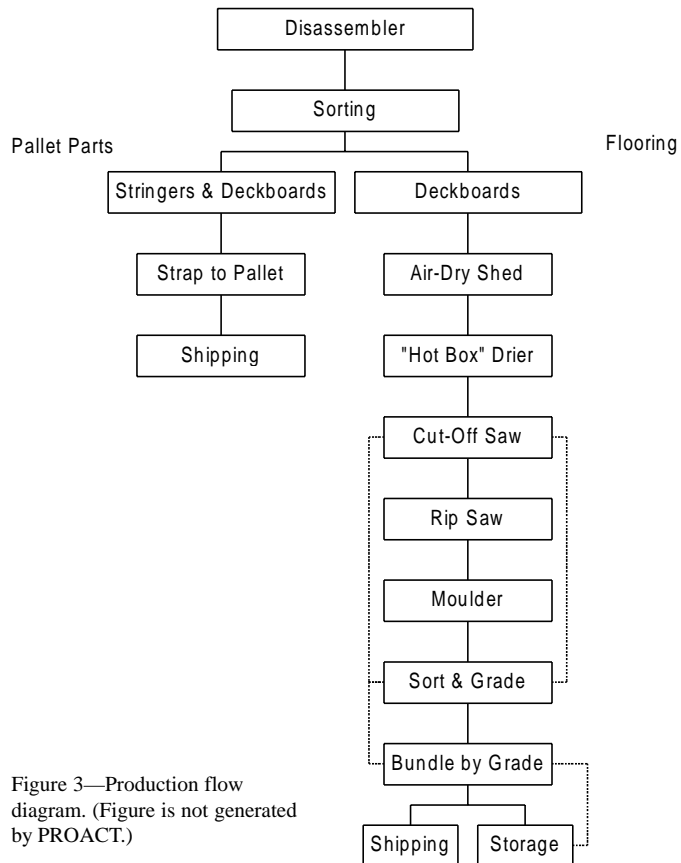 Disassembler
Sorting
Pallet Parts
Flooring
Stringers & Deckboards
Deckboards
Strap to Pallet
Air-Dry Shed
Shipping
"Hot Box" Drier
Cut-Off Saw
Rip Saw
Moulder
Sort & Grade
Bundle by Grade
Shipping
Storage
Figure 3—Production flow
diagram. (Figure is not generated
by PROACT.)